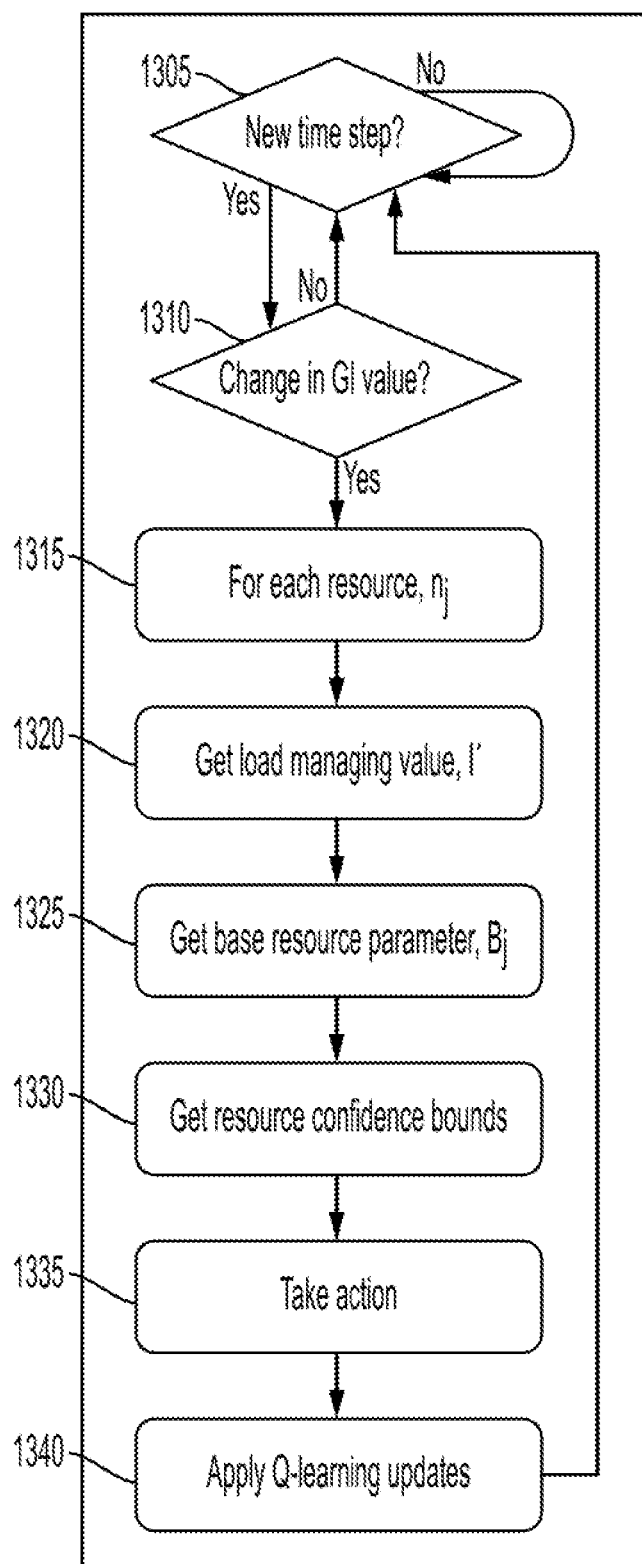 1305
No
New time step?
Yes
No
1310
Change in GI value?
Yes
1315
For each resource, nj
1320
Get load managing value, l'
1325
Get base resource parameter, Bj
1330
Get resource confidence bounds
1335
Take action
1340
Apply Q-learning updates